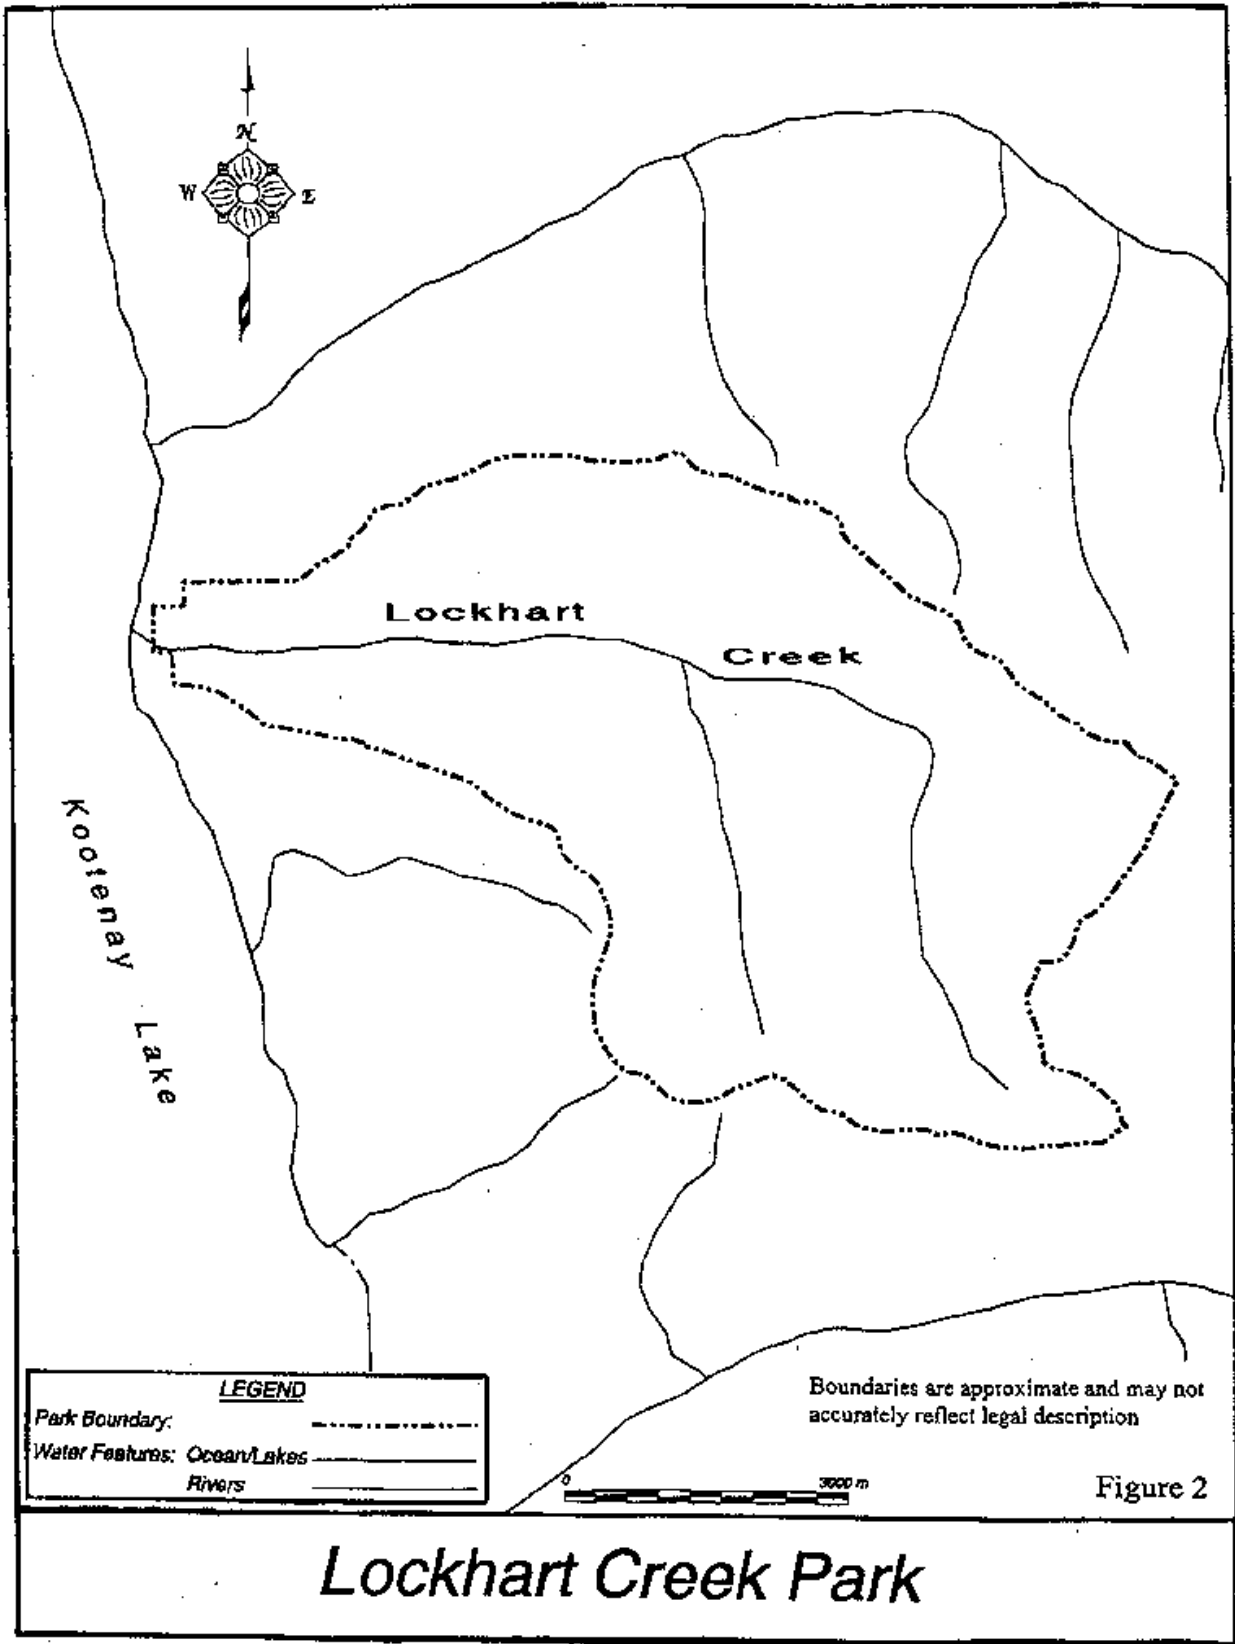 N
W E
Lockhart
Creek
Kootenay Lake
LEGEND
Park Boundary:
Water Features: Ocean/Lakes
Rivers
Boundaries are approximate and may not
accurately reflect legal description
0 3000 m
Figure 2
Lockhart Creek Park